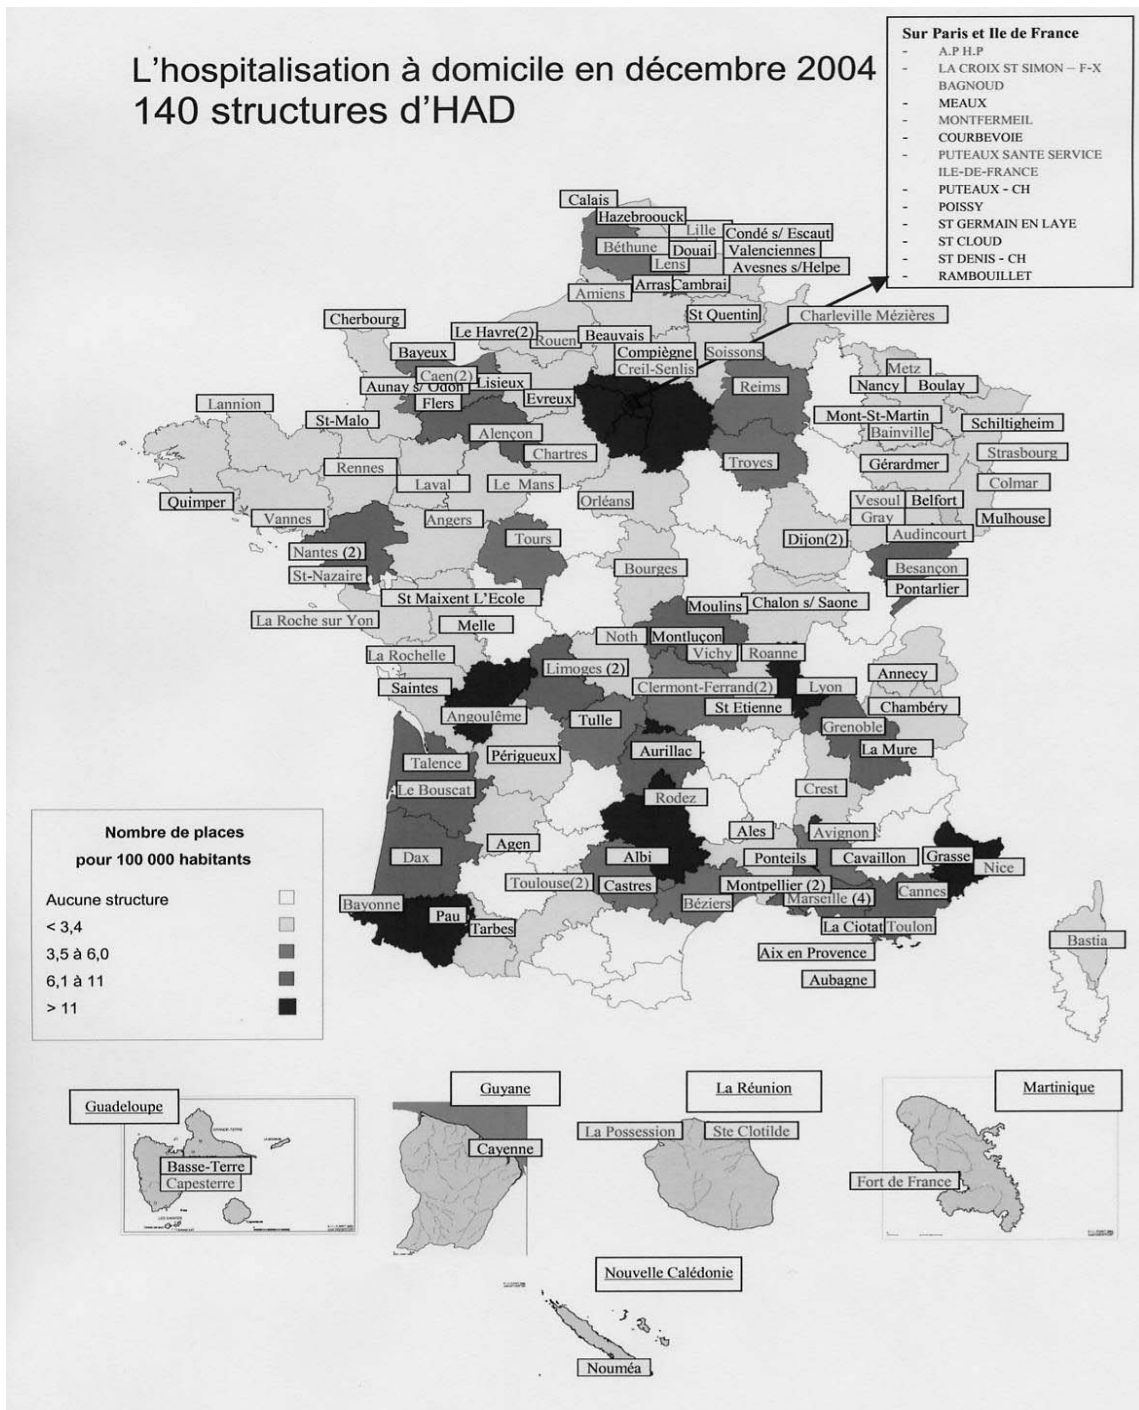 L'hospitalisation à domicile en décembre 2004
140 structures d'HAD
Sur Paris et Ile de France
- A.P H.P
- LA CROIX ST SIMON – F-X
BAGNOUD
- MEAUX
- MONTFERMEIL
- COURBEVOIE
- PUTEAUX SANTE SERVICE
ILE-DE-FRANCE
- PUTEAUX - CH
- POISSY
- ST GERMAIN EN LAYE
- ST CLOUD
- ST DENIS - CH
- RAMBOUILLET
Calais
Hazebroouck
Lille
Condé s/ Escaut
Béthune
Douai
Valenciennes
Lens
Avesnes s/Helpe
Arras
Cambrai
Amiens
St Quentin
Charleville Mézières
Cherbourg
Le Havre(2)
Rouen
Beauvais
Bayeux
Compiègne
Soissons
Creil-Senlis
Metz
Caen(2)
Aunay s/ Odon
Lisieux
Reims
Nancy
Boulay
Lannion
Flers
Evreux
St-Malo
Mont-St-Martin
Schiltigheim
Alençon
Bainville
Chartres
Strasbourg
Troyes
Gérardmer
Rennes
Laval
Le Mans
Colmar
Quimper
Orléans
Vesoul
Belfort
Vannes
Angers
Gray
Mulhouse
Tours
Dijon(2)
Audincourt
Nantes (2)
Bourges
Besançon
St-Nazaire
Pontarlier
St Maixent L'Ecole
Moulins
Chalon s/ Saone
La Roche sur Yon
Melle
Noth
Montluçon
La Rochelle
Vichy
Roanne
Limoges (2)
Annecy
Saintes
Clermont-Ferrand(2)
Lyon
Angoulême
St Etienne
Chambéry
Tulle
Grenoble
Périgueux
Aurillac
La Mure
Talence
Le Bouscat
Rodez
Crest
Ales
Avignon
Agen
Dax
Albi
Ponteils
Cavaillon
Grasse
Nice
Toulouse(2)
Castres
Montpellier (2)
Cannes
Bayonne
Béziers
Marseille (4)
Pau
Tarbes
La Ciotat
Toulon
Bastia
Aix en Provence
Aubagne
Nombre de places
pour 100 000 habitants
Aucune structure
< 3,4
3,5 à 6,0
6,1 à 11
> 11
Guadeloupe
Guyane
La Réunion
Martinique
GRANDE-TERRE
Basse-Terre
Capesterre
Cayenne
La Possession
Ste Clotilde
Fort de France
Nouvelle Calédonie
Nouméa